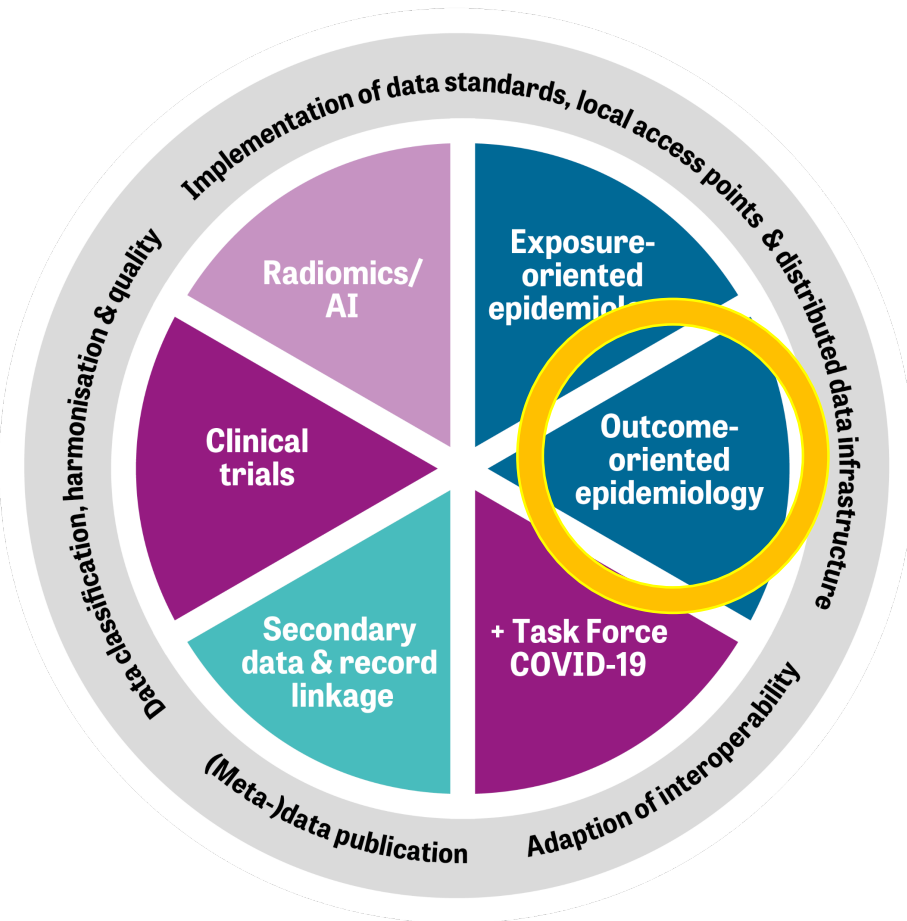 Implementation of data standards, local access points & distributed data infrastructure
Data classification, harmonisation & quality
Radiomics/
AI
Exposure-
oriented
Clinical
trials
Outcome-
oriented
epidemiology
Secondary
data & record
linkage
+ Task Force
COVID-19
(Meta-)data publication
Adaption of interoperability